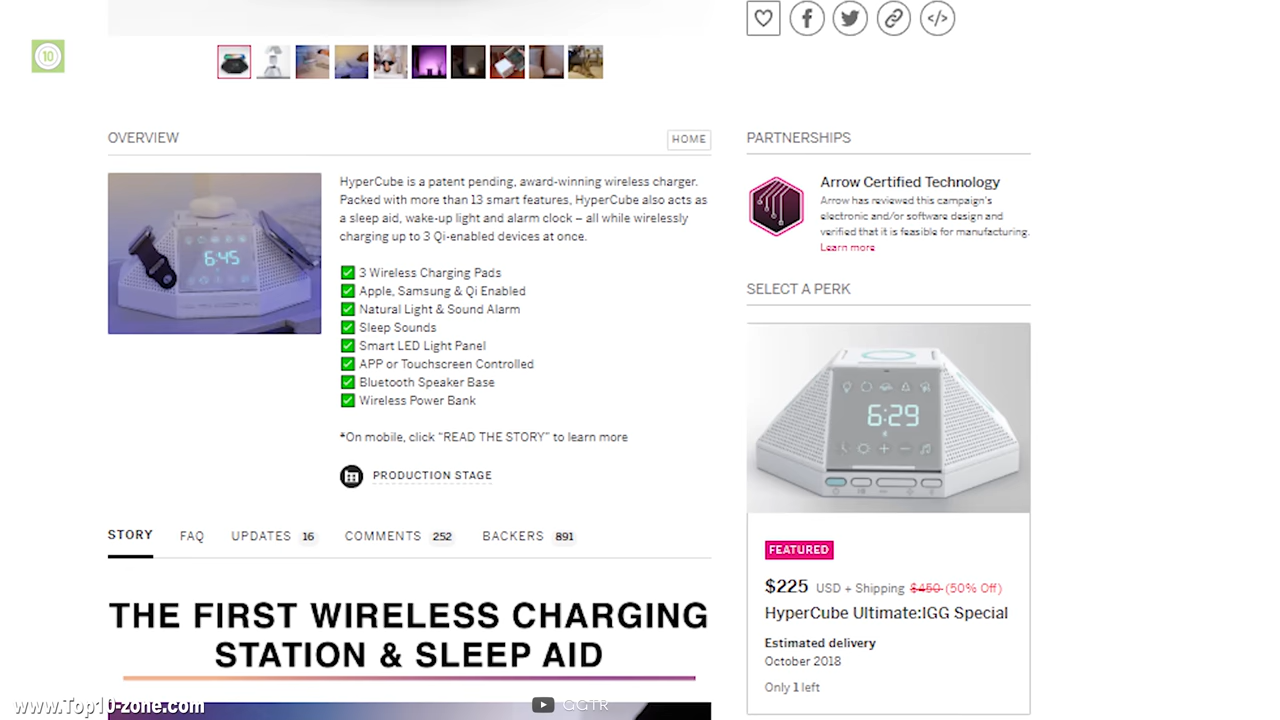 10
OVERVIEW
HOME
HyperCube is a patent pending, award-winning wireless charger.
Packed with more than 13 smart features, HyperCube also acts as
a sleep aid, wake-up light and alarm clock – all while wirelessly
charging up to 3 Qi-enabled devices at once.
6:45
✅ 3 Wireless Charging Pads
✅ Apple, Samsung & Qi Enabled
✅ Natural Light & Sound Alarm
✅ Sleep Sounds
✅ Smart LED Light Panel
✅ APP or Touchscreen Controlled
✅ Bluetooth Speaker Base
✅ Wireless Power Bank
*On mobile, click “READ THE STORY” to learn more
PRODUCTION STAGE
STORY FAQ UPDATES 16 COMMENTS 252 BACKERS 891
THE FIRST WIRELESS CHARGING
STATION & SLEEP AID
PARTNERSHIPS
Arrow Certified Technology
Arrow has reviewed this campaign's
electronic and/or software design and
verified that it is feasible for manufacturing.
Learn more
SELECT A PERK
6:29
FEATURED
$225 USD + Shipping $450 (50% Off)
HyperCube Ultimate:IGG Special
Estimated delivery
October 2018
Only 1 left
www.Top10-zone.com
GGTR